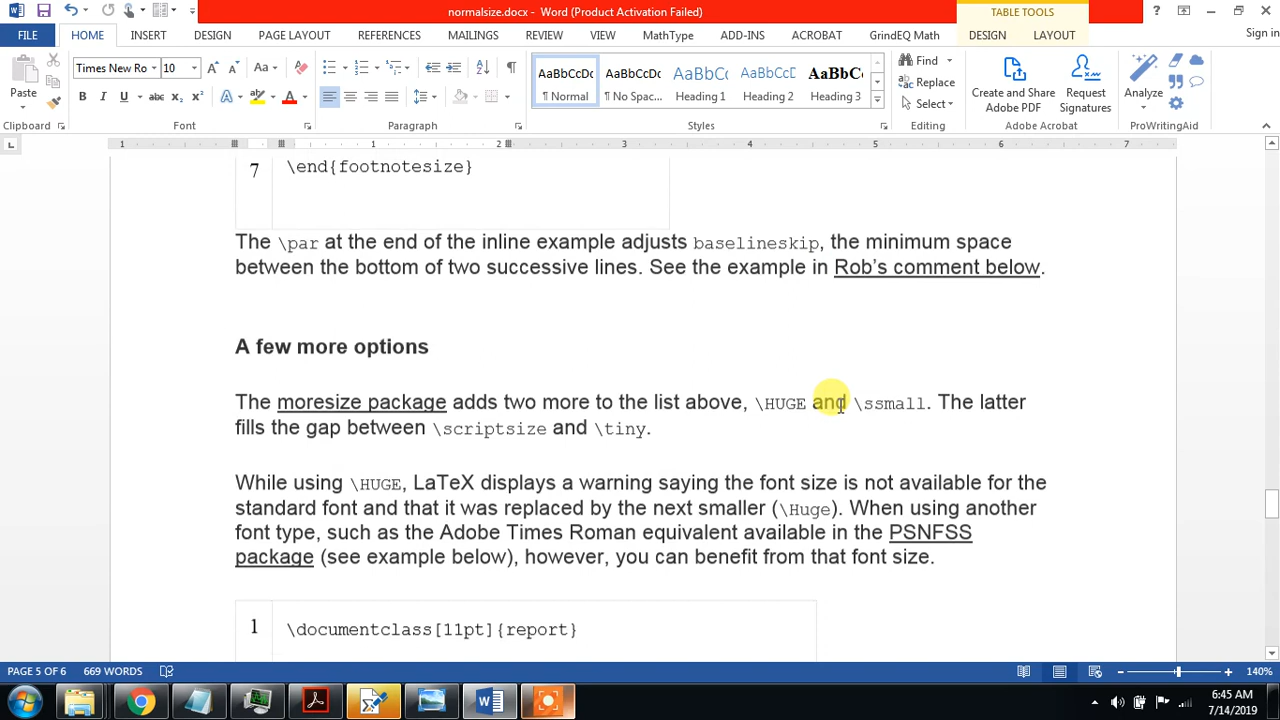 normalsize.docx - Word (Product Activation Failed)
TABLE TOOLS
FILE
HOME
INSERT
DESIGN
PAGE LAYOUT
REFERENCES
MAILINGS
REVIEW
VIEW
MathType
ADD-INS
ACROBAT
GrindEQ Math
DESIGN
LAYOUT
Sign in
Paste
Clipboard
Times New Ro
10
Font
Paragraph
AaBbCcDc
¶ Normal
AaBbCcDc
¶ No Spac...
AaBbCc
Heading 1
AaBbCcD
Heading 2
AaBbC
Heading 3
Styles
Find
Replace
Select
Editing
Create and Share
Adobe PDF
Request
Signatures
Adobe Acrobat
Analyze
ProWritingAid
1 1 2 3 4 5 6 7
7 \end{footnotesize}
The \par at the end of the inline example adjusts baselineskip, the minimum space
between the bottom of two successive lines. See the example in Rob’s comment below.
A few more options
The moresize package adds two more to the list above, \HUGE and \ssmall. The latter
fills the gap between \scriptsize and \tiny.
While using \HUGE, LaTeX displays a warning saying the font size is not available for the
standard font and that it was replaced by the next smaller (\Huge). When using another
font type, such as the Adobe Times Roman equivalent available in the PSNFSS
package (see example below), however, you can benefit from that font size.
1 \documentclass[11pt]{report}
PAGE 5 OF 6
669 WORDS
140%
6:45 AM
7/14/2019